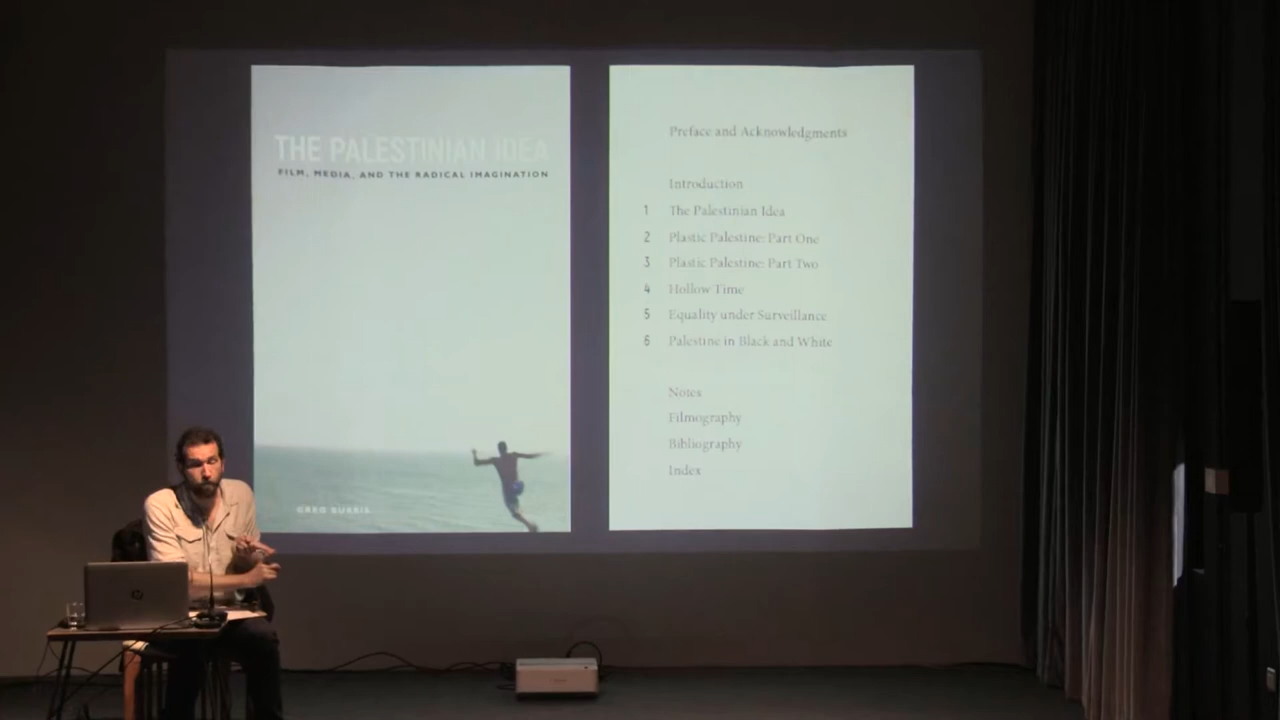 THE PALESTINIAN IDEA
FILM, MEDIA, AND THE RADICAL IMAGINATION
GREG BURRIS
Preface and Acknowledgments
Introduction
1 The Palestinian Idea
2 Plastic Palestine: Part One
3 Plastic Palestine: Part Two
4 Hollow Time
5 Equality under Surveillance
6 Palestine in Black and White
Notes
Filmography
Bibliography
Index
hp